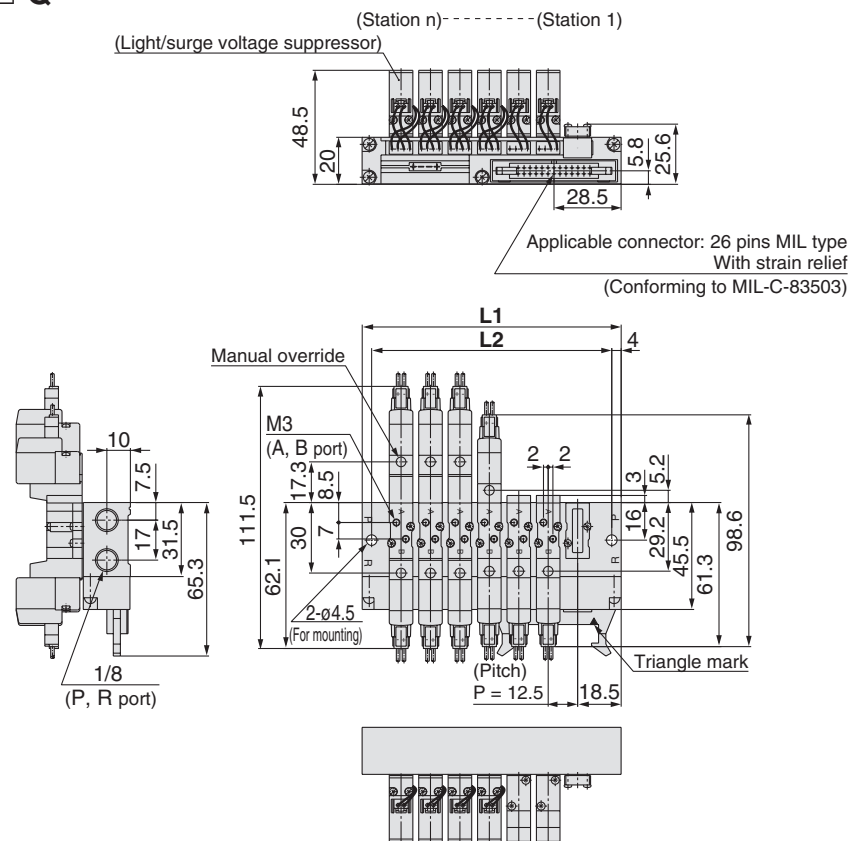 (Station n)- - - - - - - - - -(Station 1)
(Light/surge voltage suppressor)
48.5
20
5.8
25.6
28.5
Applicable connector: 26 pins MIL type
With strain relief
(Conforming to MIL-C-83503)
L1
L2
4
Manual override
M3
(A, B port)
10
7.5
17
31.5
65.3
1/8
(P, R port)
111.5
62.1
17.3
8.5
30
7
2-ø4.5
(For mounting)
2
2
3
5.2
16
29.2
45.5
61.3
98.6
P
R
P
R
A A A A A A
B B B B B B
(Pitch)
P = 12.5
18.5
Triangle mark